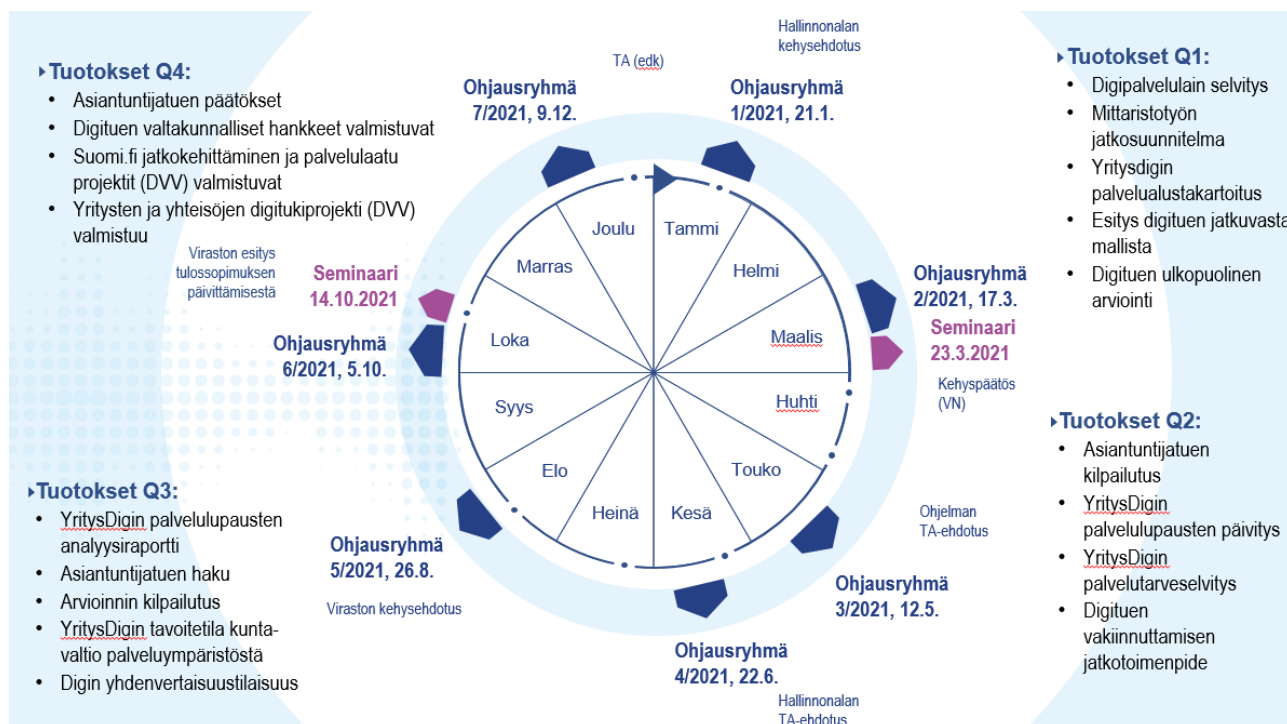 Tuotokset Q4:
Asiantuntijatuen päätökset
Digituen valtakunnalliset hankkeet valmistuvat
Suomi.fi jatkokehittäminen ja palvelulaatu
projektit (DVV) valmistuvat
Yritysten ja yhteisöjen digitukiprojekti (DVV)
valmistuu
Viraston esitys
tulossopimuksen
päivittämisestä
Seminaari
14.10.2021
Ohjausryhmä
6/2021, 5.10.
TA (edk)
Ohjausryhmä
7/2021, 9.12.
Hallinnonalan
kehysehdotus
Ohjausryhmä
1/2021, 21.1.
Tuotokset Q1:
Digipalvelulain selvitys
Mittaristotyön
jatkosuunnitelma
Yritysdigin
palvelualustakartoitus
Esitys digituen jatkuvasta
mallista
Digituen ulkopuolinen
arviointi
Joulu
Tammi
Marras
Helmi
Loka
Maalis
Syys
Huhti
Elo
Touko
Heinä
Kesä
Ohjausryhmä
2/2021, 17.3.
Seminaari
23.3.2021
Kehyspäätös
(VN)
Tuotokset Q2:
Asiantuntijatuen
kilpailutus
YritysDigin
palvelulupausten päivitys
YritysDigin
palvelutarveselvitys
Digituen
vakiinnuttamisen
jatkotoimenpide
Ohjelman
TA-ehdotus
Ohjausryhmä
3/2021, 12.5.
Ohjausryhmä
4/2021, 22.6.
Hallinnonalan
TA-ehdotus
Tuotokset Q3:
YritysDigin palvelulupausten
analyysiraportti
Asiantuntijatuen haku
Arvioinnin kilpailutus
YritysDigin tavoitetila kunta-
valtio palveluympäristöstä
Digin yhdenvertaisuustilaisuus
Ohjausryhmä
5/2021, 26.8.
Viraston kehysehdotus